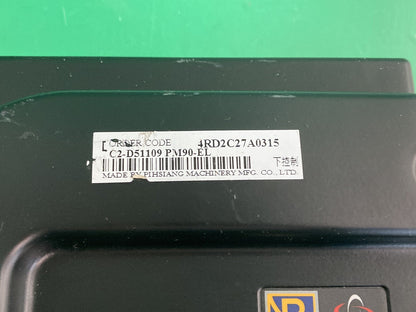 ORDER CODE 4RD2C27A0315
C2-D51109 PM90-EL 下控制
MADE BY PIHSIANG MACHINERY MFG. CO., LTD.